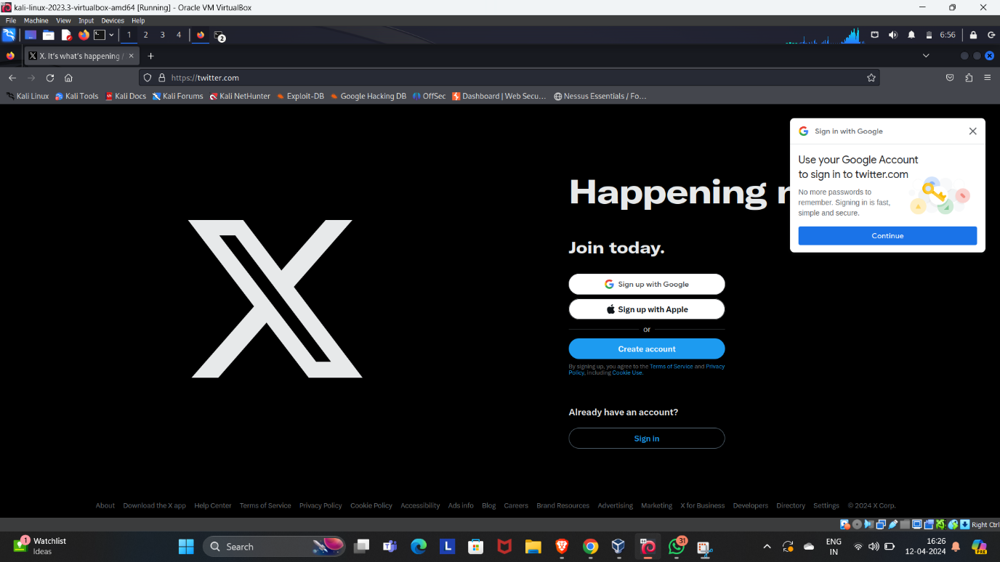 kali-linux-2023.3-virtualbox-amd64 [Running] - Oracle VM VirtualBox
File Machine View Input Devices Help
1 2 3 4 2 6:56
X. It's what's happening /
https://twitter.com
Kali Linux Kali Tools Kali Docs Kali Forums Kali NetHunter Exploit-DB Google Hacking DB OffSec Dashboard | Web Secu... Nessus Essentials / Fo...
Sign in with Google
Use your Google Account
to sign in to twitter.com
No more passwords to
remember. Signing in is fast,
simple and secure.
Continue
Happening
Join today.
Sign up with Google
Sign up with Apple
or
Create account
By signing up, you agree to the Terms of Service and Privacy
Policy, including Cookie Use.
Already have an account?
Sign in
About Download the X app Help Center Terms of Service Privacy Policy Cookie Policy Accessibility Ads info Blog Careers Brand Resources Advertising Marketing X for Business Developers Directory Settings © 2024 X Corp.
Right Ctrl
1 Watchlist
Ideas
Search
L
31
ENG
IN
16:26
12-04-2024
PRE